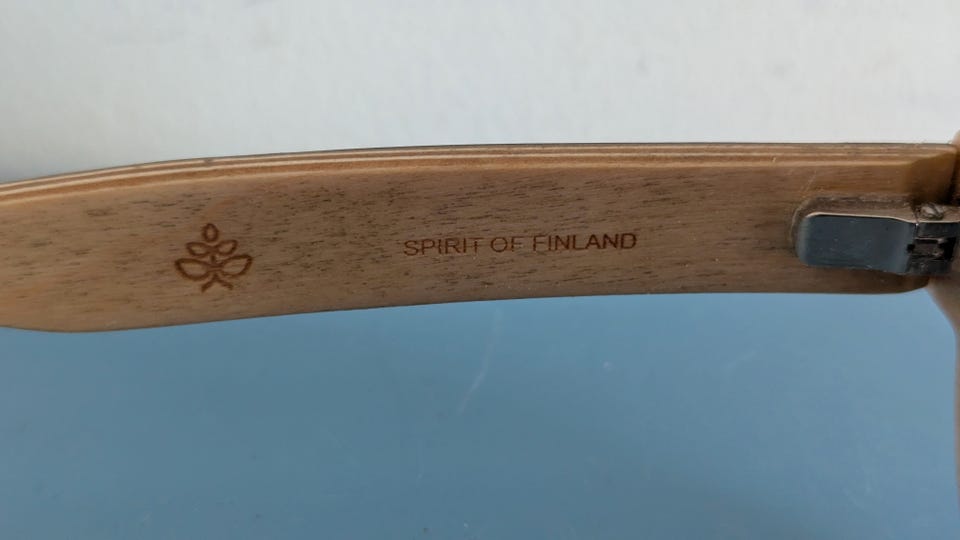 SPIRIT OF FINLAND